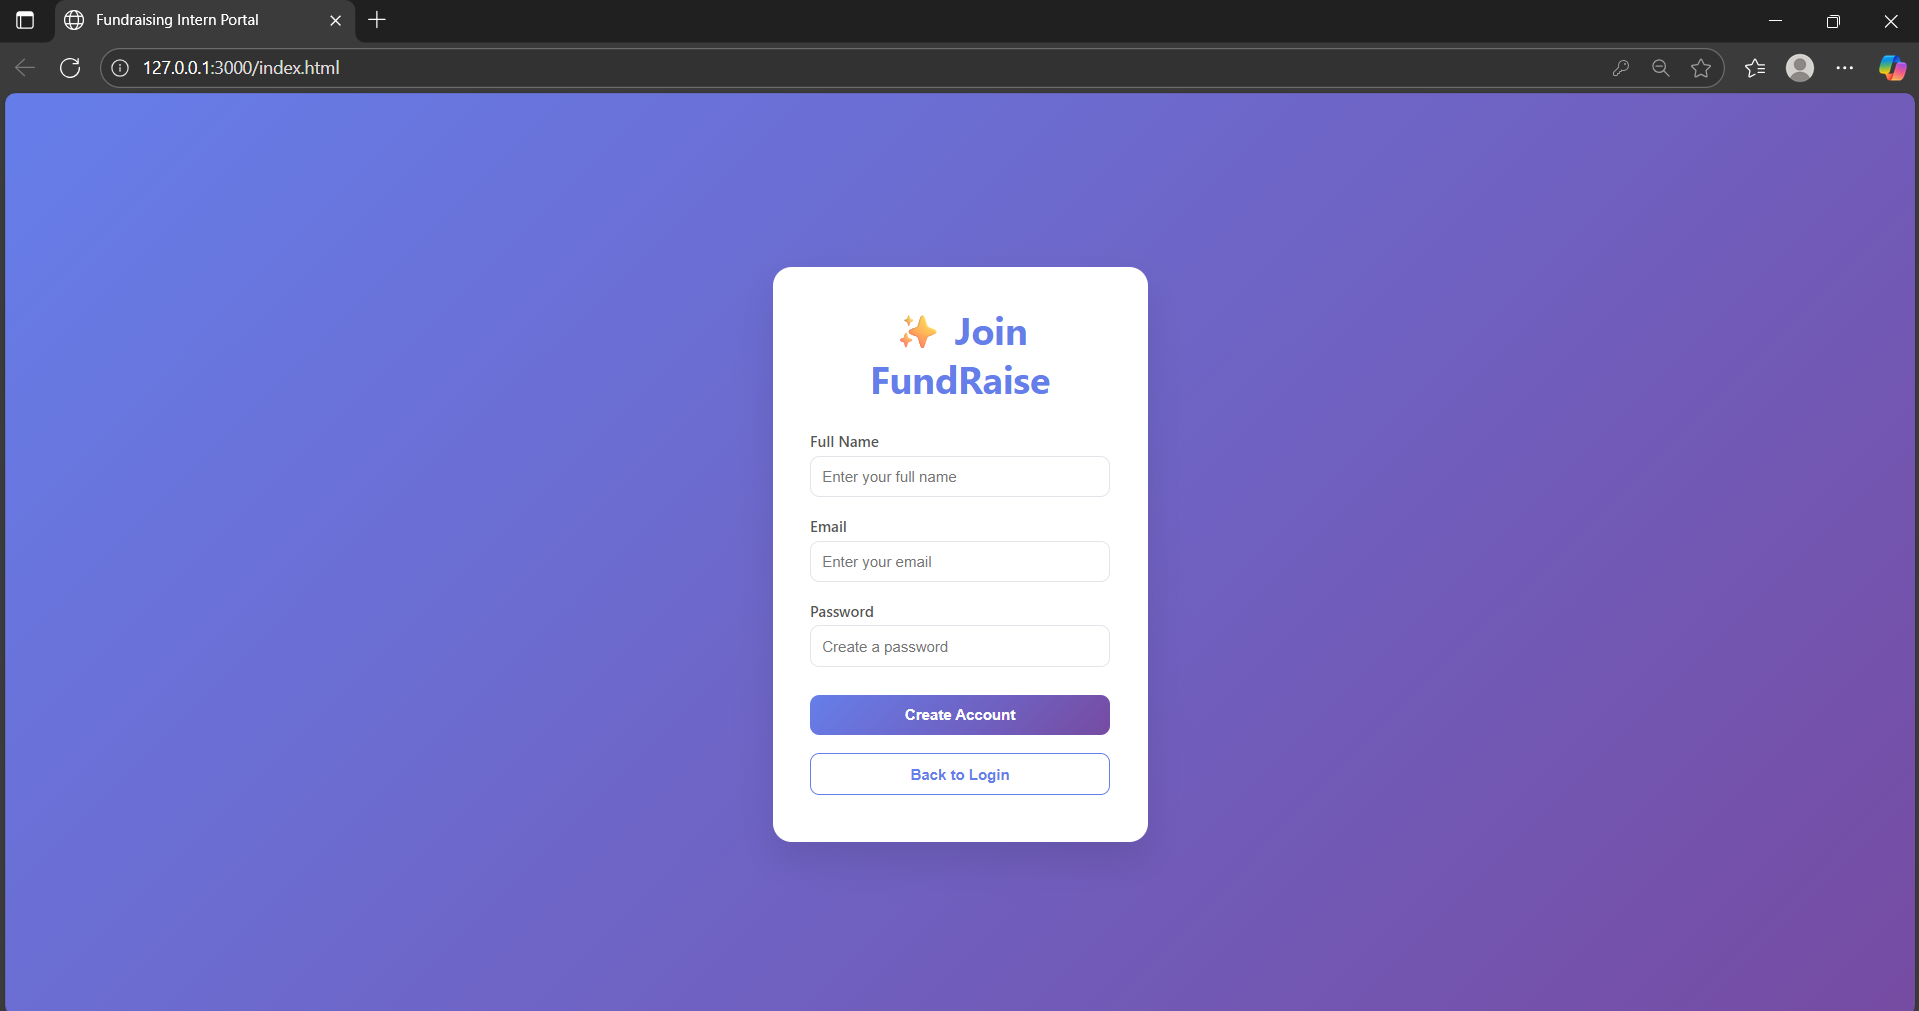 Fundraising Intern Portal
127.0.0.1:3000/index.html
✨ Join
FundRaise
Full Name
Enter your full name
Email
Enter your email
Password
Create a password
Create Account
Back to Login